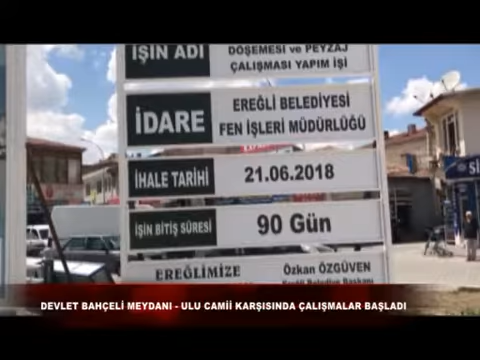 İŞİN ADI
DÖŞEMESİ ve PEYZAJ
ÇALIŞMASI YAPIM İŞİ
İDARE
EREĞLİ BELEDİYESİ
FEN İŞLERİ MÜDÜRLÜĞÜ
İHALE TARİHİ
21.06.2018
İŞİN BİTİŞ SÜRESİ
90 Gün
EREĞLİMİZE
Özkan ÖZGÜVEN
Belediye Başkanı
DEVLET BAHÇELİ MEYDANI - ULU CAMİİ KARŞISINDA ÇALIŞMALAR BAŞLADI